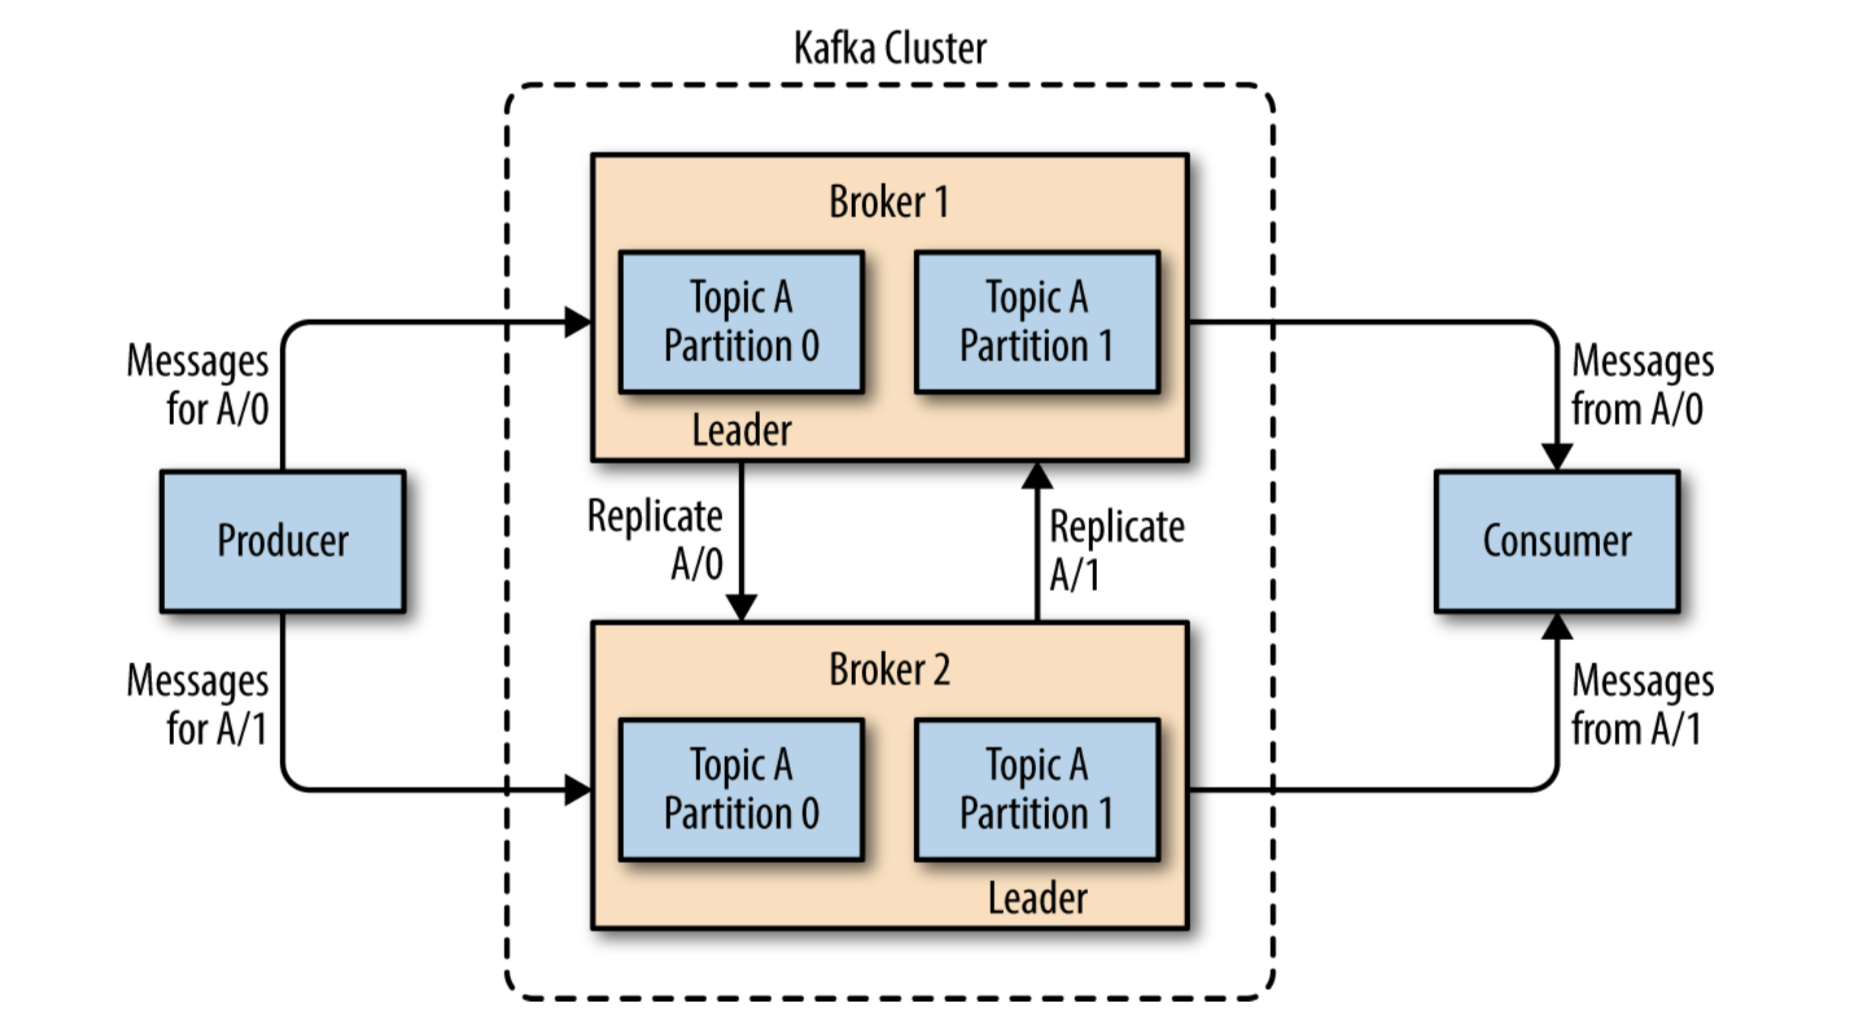 Kafka Cluster
Broker 1
Topic A
Partition 0
Topic A
Partition 1
Leader
Messages
for A/0
Messages
from A/0
Replicate
A/0
Replicate
A/1
Producer
Consumer
Broker 2
Messages
for A/1
Messages
from A/1
Topic A
Partition 0
Topic A
Partition 1
Leader